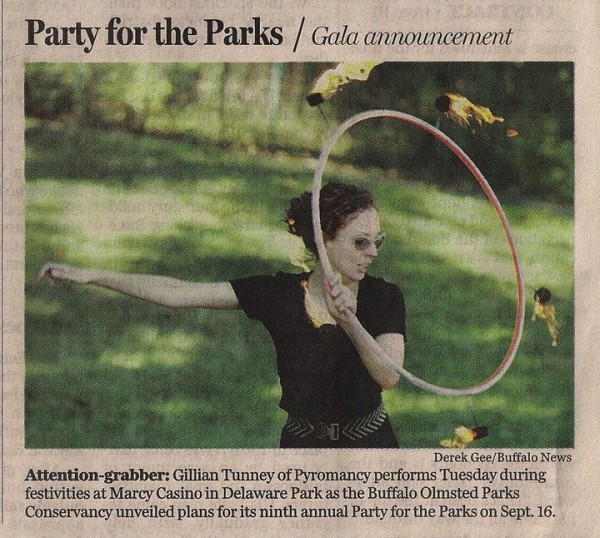 Party for the Parks / Gala announcement
Derek Gee/Buffalo News
Attention-grabber: Gillian Tunney of Pyromancy performs Tuesday during
festivities at Marcy Casino in Delaware Park as the Buffalo Olmsted Parks
Conservancy unveiled plans for its ninth annual Party for the Parks on Sept. 16.